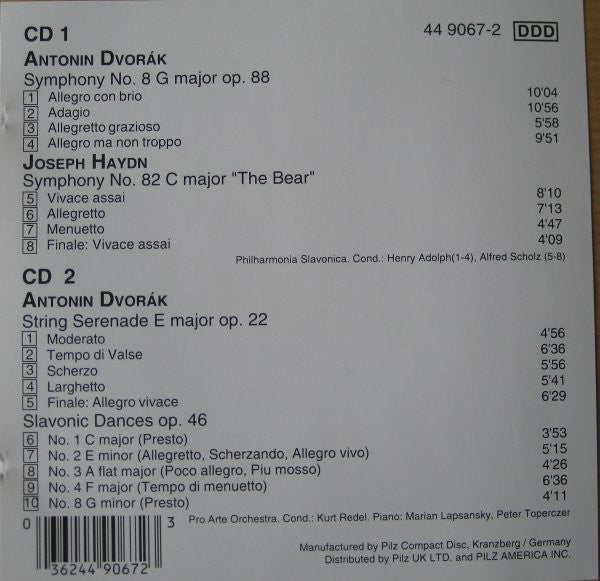 CD 1 44 9067-2 DDD
ANTONIN DVORÁK
Symphony No. 8 G major op. 88
1 Allegro con brio 10'04
2 Adagio 10'56
3 Allegretto grazioso 5'58
4 Allegro ma non troppo 9'51
JOSEPH HAYDN
Symphony No. 82 C major "The Bear"
5 Vivace assai 8'10
6 Allegretto 7'13
7 Menuetto 4'47
8 Finale: Vivace assai 4'09
Philharmonia Slavonica. Cond.: Henry Adolph(1-4), Alfred Scholz (5-8)
CD 2
ANTONIN DVORÁK
String Serenade E major op. 22
1 Moderato 4'56
2 Tempo di Valse 6'36
3 Scherzo 5'56
4 Larghetto 5'41
5 Finale: Allegro vivace 6'29
Slavonic Dances op. 46
6 No. 1 C major (Presto) 3'53
7 No. 2 E minor (Allegretto, Scherzando, Allegro vivo) 5'15
8 No. 3 A flat major (Poco allegro, Piu mosso) 4'26
9 No. 4 F major (Tempo di menuetto) 6'36
10 No. 8 G minor (Presto) 4'11
Pro Arte Orchestra. Cond.: Kurt Redel. Piano: Marian Lapsansky, Peter Toperczer
0 36244 90672 3
Manufactured by Pilz Compact Disc, Kranzberg / Germany
Distributed by Pilz UK LTD. and PILZ AMERICA INC.